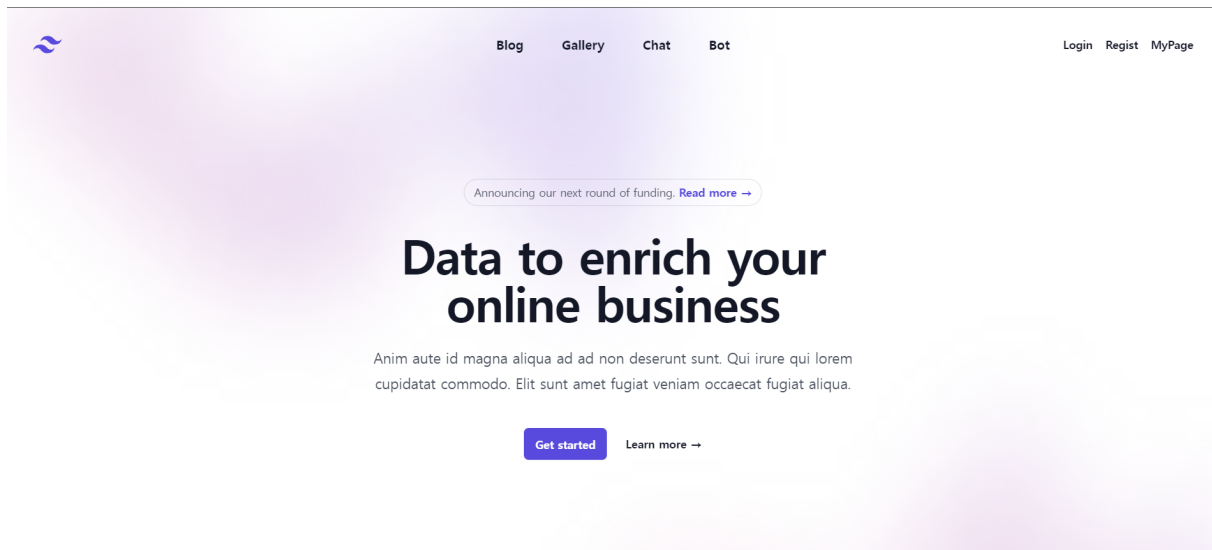 Blog Gallery Chat Bot Login Regist MyPage
Announcing our next round of funding. Read more →
Data to enrich your
online business
Anim aute id magna aliqua ad ad non deserunt sunt. Qui irure qui lorem
cupidatat commodo. Elit sunt amet fugiat veniam occaecat fugiat aliqua.
Get started Learn more →